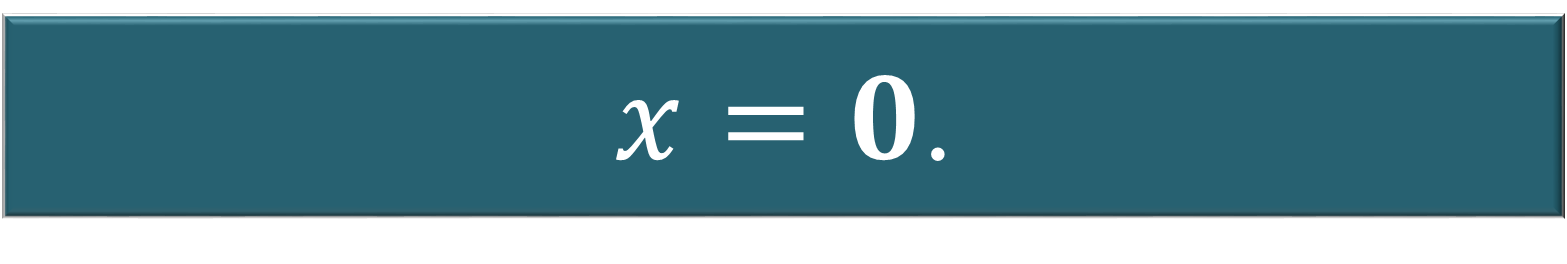 x = 0.